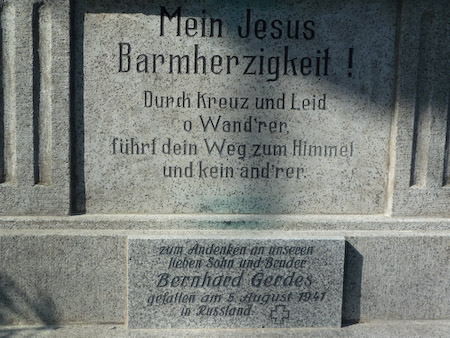 Mein Jesus
Barmherzigkeit !
Durch Kreuz und Leid
o Wand'rer,
führt dein Weg zum Himmel
und kein and'rer.
zum Andenken an unseren
lieben Sohn und Bruder
Bernhard Gerdes
gefallen am 5. August 1941
in Russland.